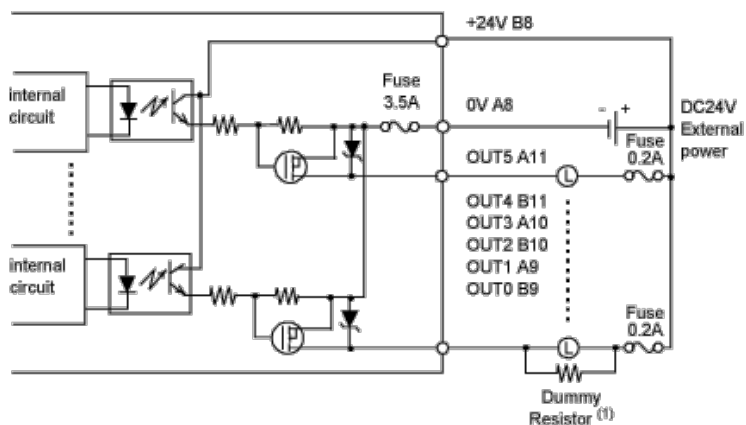 +24V B8
Fuse
3.5A
0V A8
- +
DC24V
External
power
internal
circuit
OUT5 A11
L
Fuse
0.2A
OUT4 B11
OUT3 A10
OUT2 B10
OUT1 A9
OUT0 B9
internal
circuit
Fuse
0.2A
L
Dummy
Resistor (1)